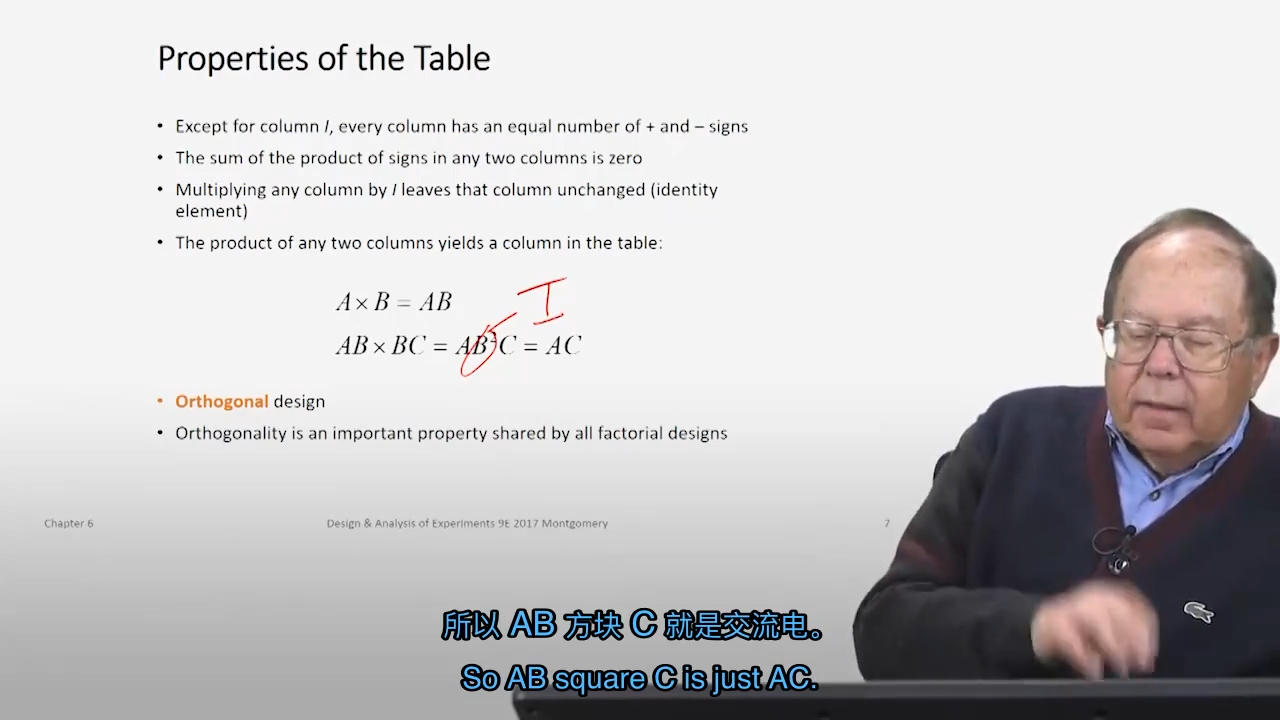 Properties of the Table
• Except for column I, every column has an equal number of + and – signs
• The sum of the product of signs in any two columns is zero
• Multiplying any column by I leaves that column unchanged (identity
element)
• The product of any two columns yields a column in the table:
I
A × B = AB
AB × BC = AB²C = AC
• Orthogonal design
• Orthogonality is an important property shared by all factorial designs
Chapter 6
Design & Analysis of Experiments 9E 2017 Montgomery
7
所以 AB 方块 C 就是交流电。
So AB square C is just AC.